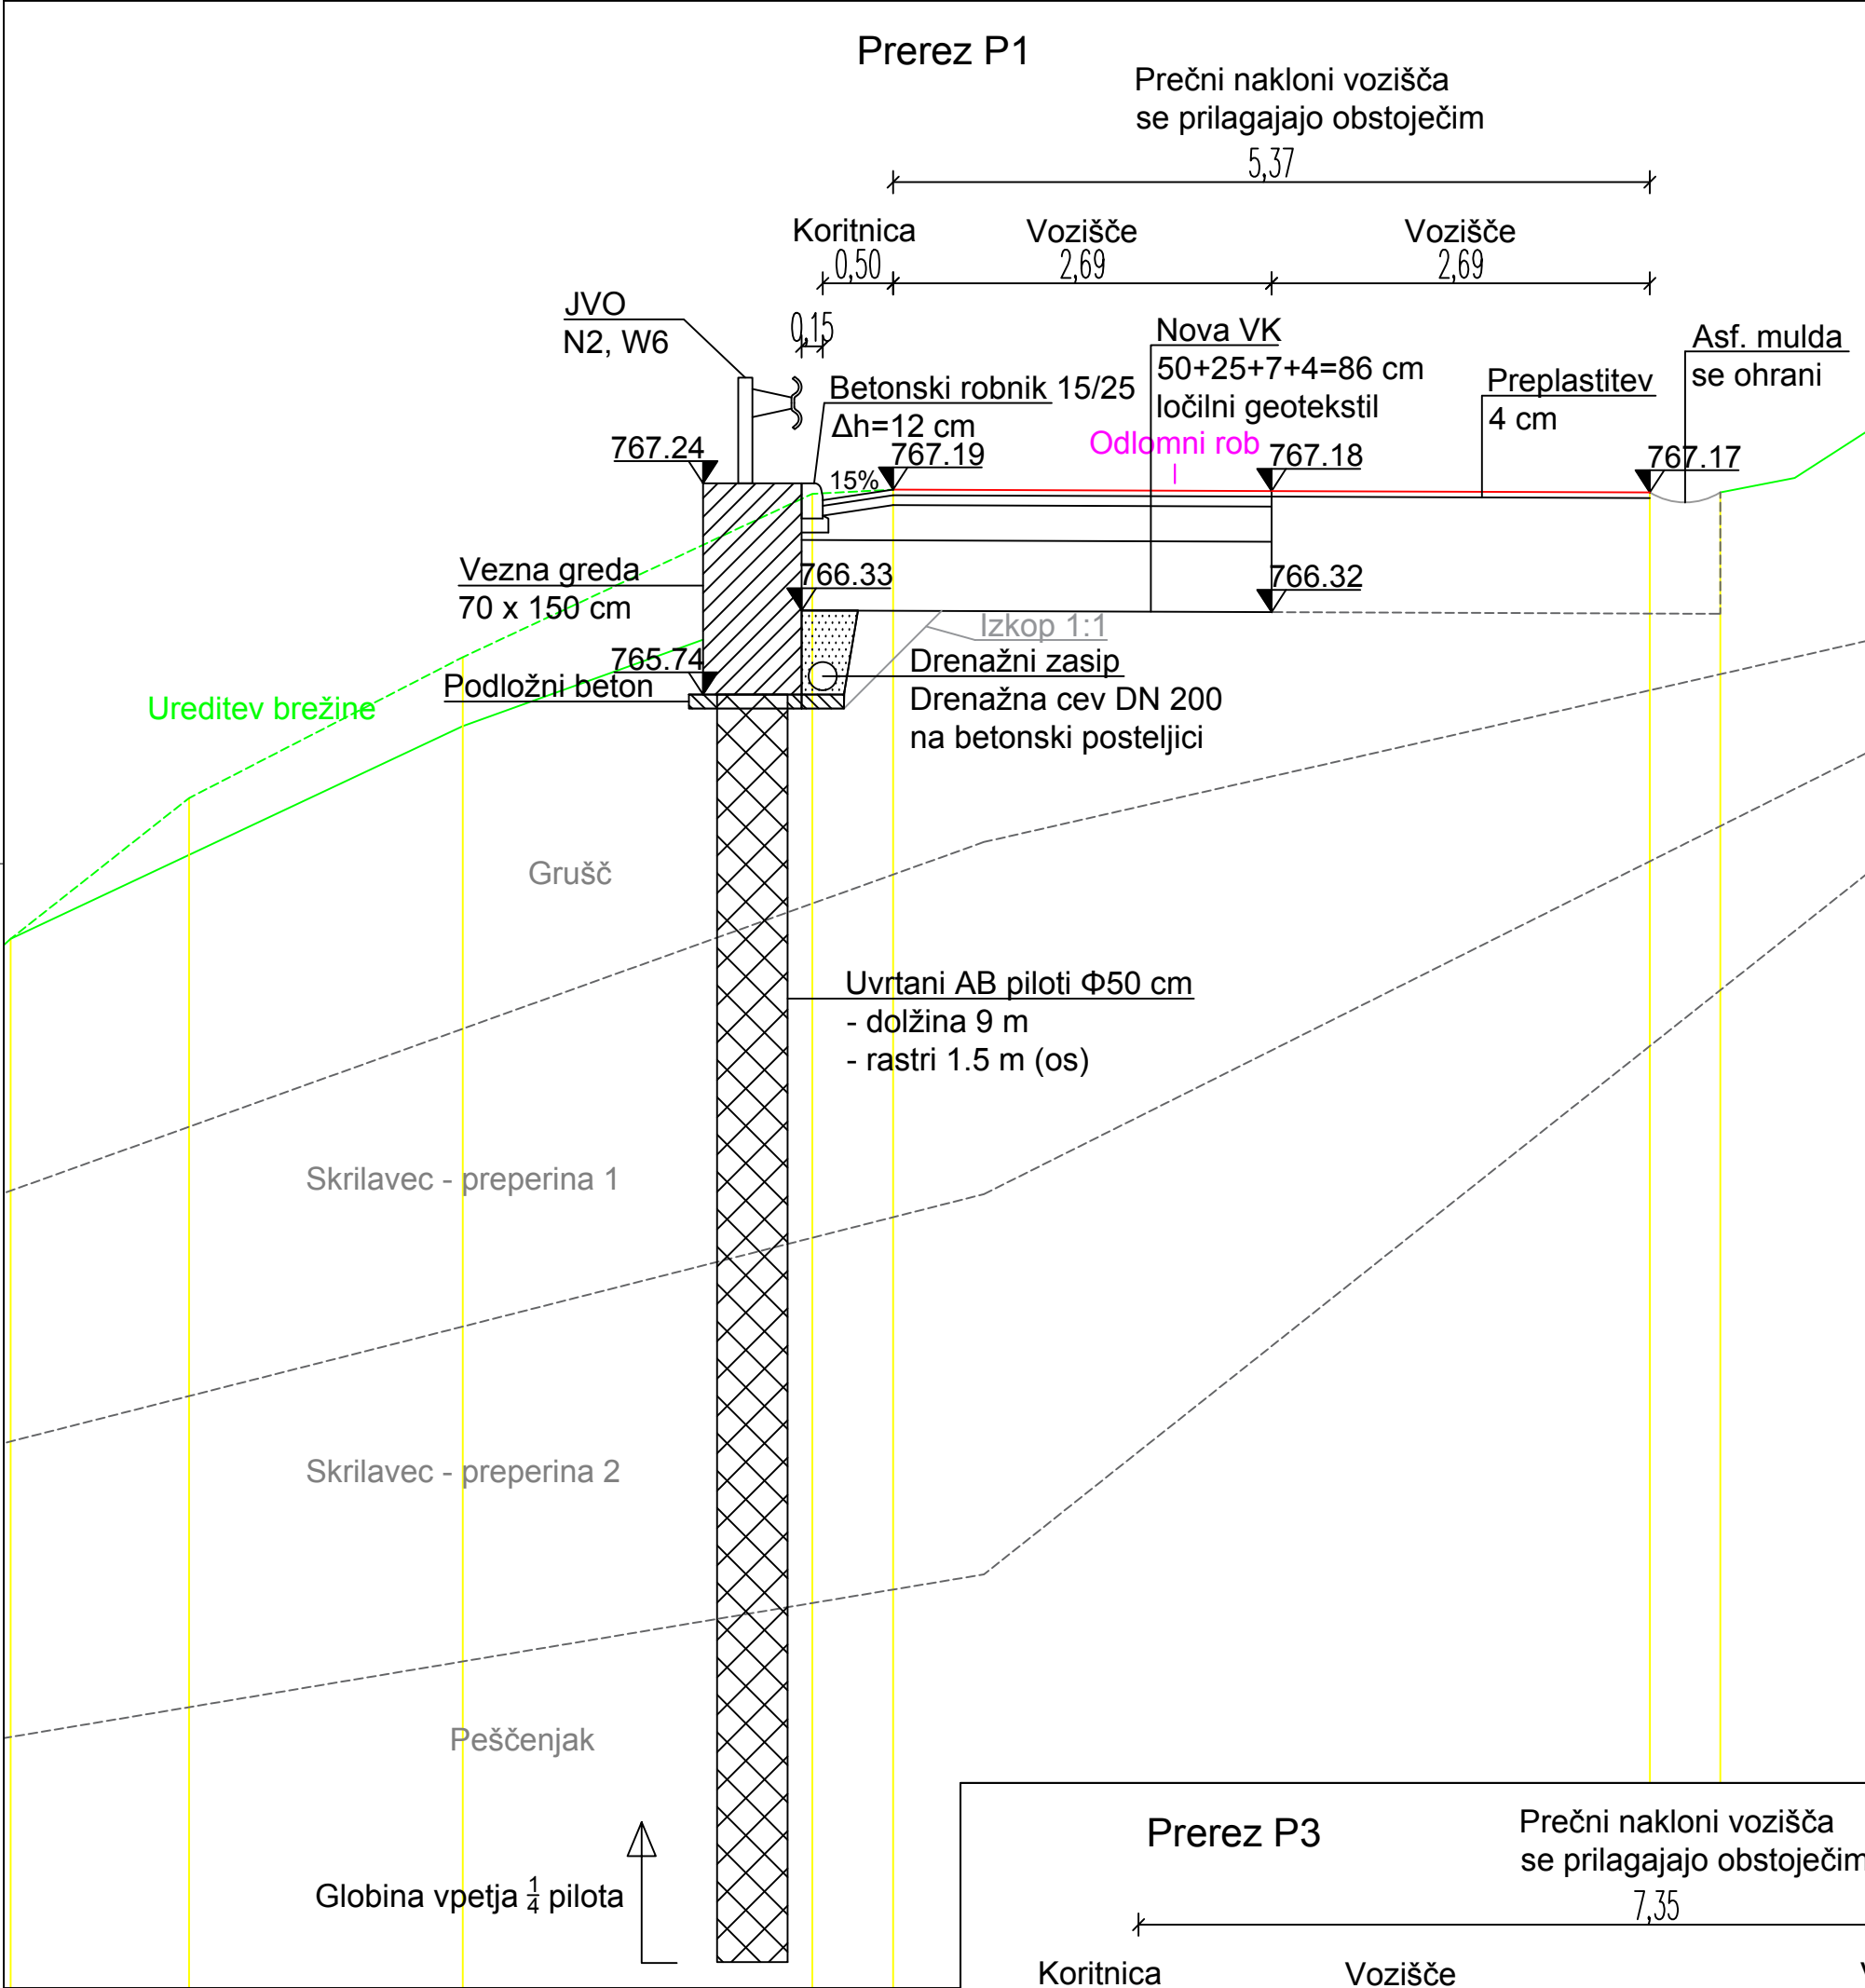 Prerez P1
Prečni nakloni vozišča
se prilagajajo obstoječim
5,37
Koritnica
Vozišče
Vozišče
0,50
2,69
2,69
JVO
N2, W6
0,15
Nova VK
50+25+7+4=86 cm
ločilni geotekstil
Asf. mulda
se ohrani
Betonski robnik 15/25
Δh=12 cm
Preplastitev
4 cm
Odlomni rob
767.24
15%
767.19
767.18
767.17
Vezna greda
70 x 150 cm
766.33
766.32
Izkop 1:1
765.74
Podložni beton
Drenažni zasip
Drenažna cev DN 200
na betonski posteljici
Ureditev brežine
Grušč
Uvrtani AB piloti Φ50 cm
- dolžina 9 m
- rastri 1.5 m (os)
Skrilavec - preperina 1
Skrilavec - preperina 2
Peščenjak
Globina vpetja 1/4 pilota
Prerez P3
Prečni nakloni vozišča
se prilagajajo obstoječim
7,35
Koritnica
Vozišče